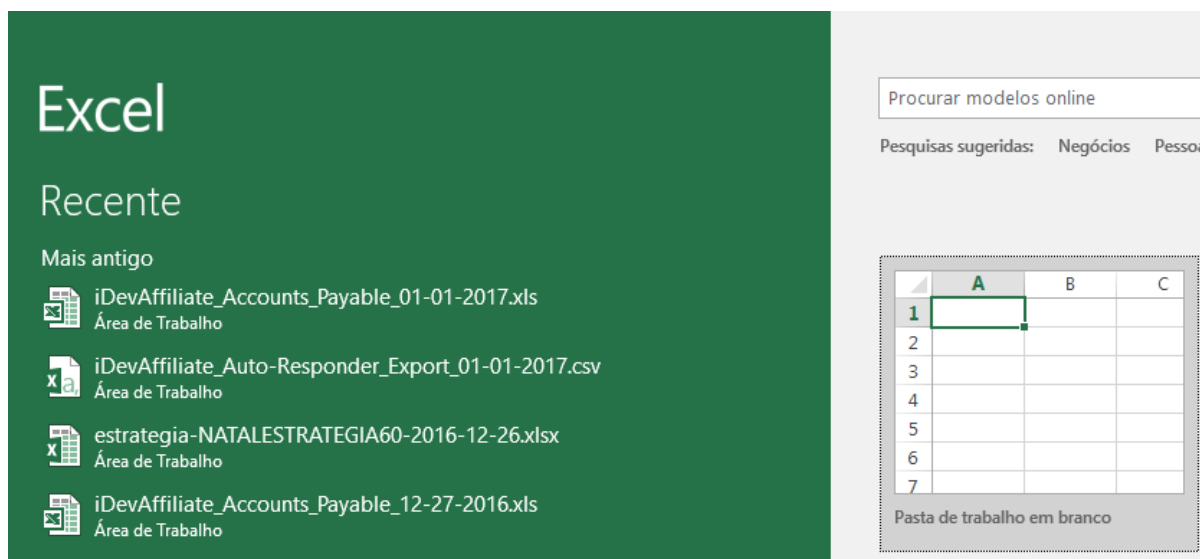 Excel
Recente
Mais antigo
iDevAffiliate_Accounts_Payable_01-01-2017.xls
Área de Trabalho
iDevAffiliate_Auto-Responder_Export_01-01-2017.csv
Área de Trabalho
estrategia-NATALESTRATEGIA60-2016-12-26.xlsx
Área de Trabalho
iDevAffiliate_Accounts_Payable_12-27-2016.xls
Área de Trabalho
Procurar modelos online
Pesquisas sugeridas: Negócios
A B C
1
2
3
4
5
6
7
Pasta de trabalho em branco